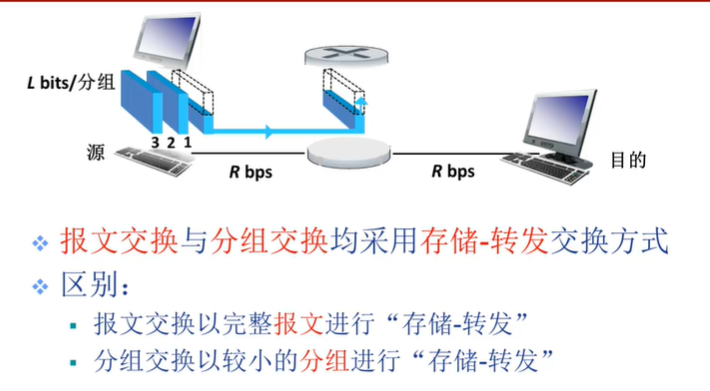 L bits/分组
3 2 1
源
R bps
R bps
目的
报文交换与分组交换均采用存储-转发交换方式
区别：
报文交换以完整报文进行“存储-转发”
分组交换以较小的分组进行“存储-转发”